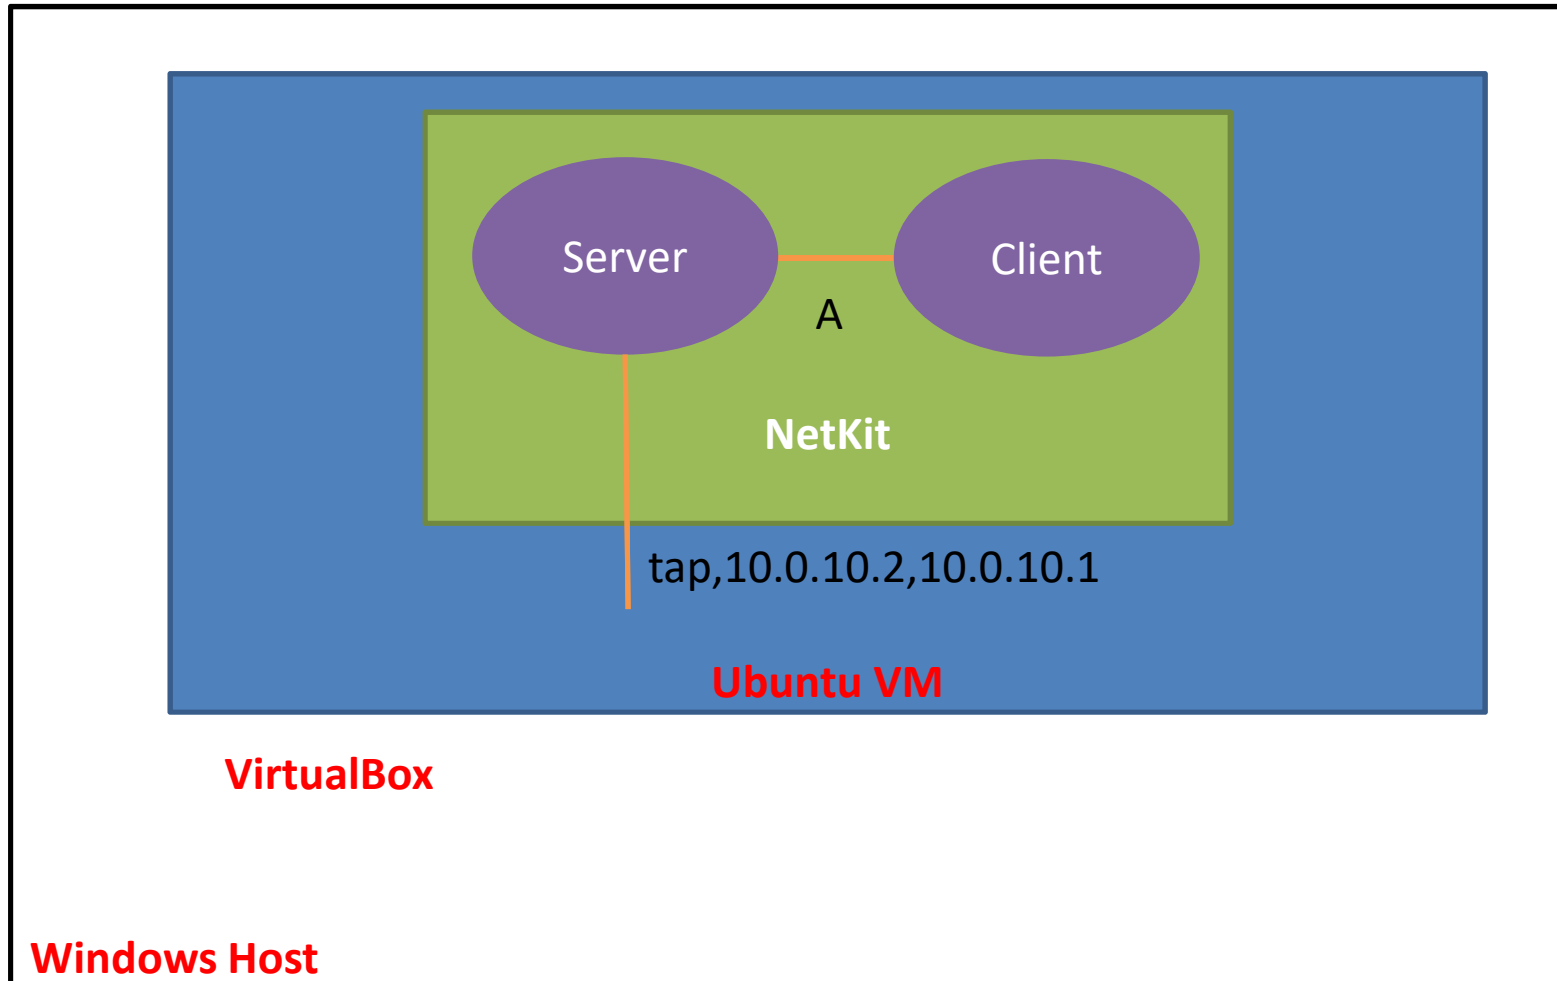 Server
Client
A
NetKit
tap,10.0.10.2,10.0.10.1
Ubuntu VM
VirtualBox
Windows Host